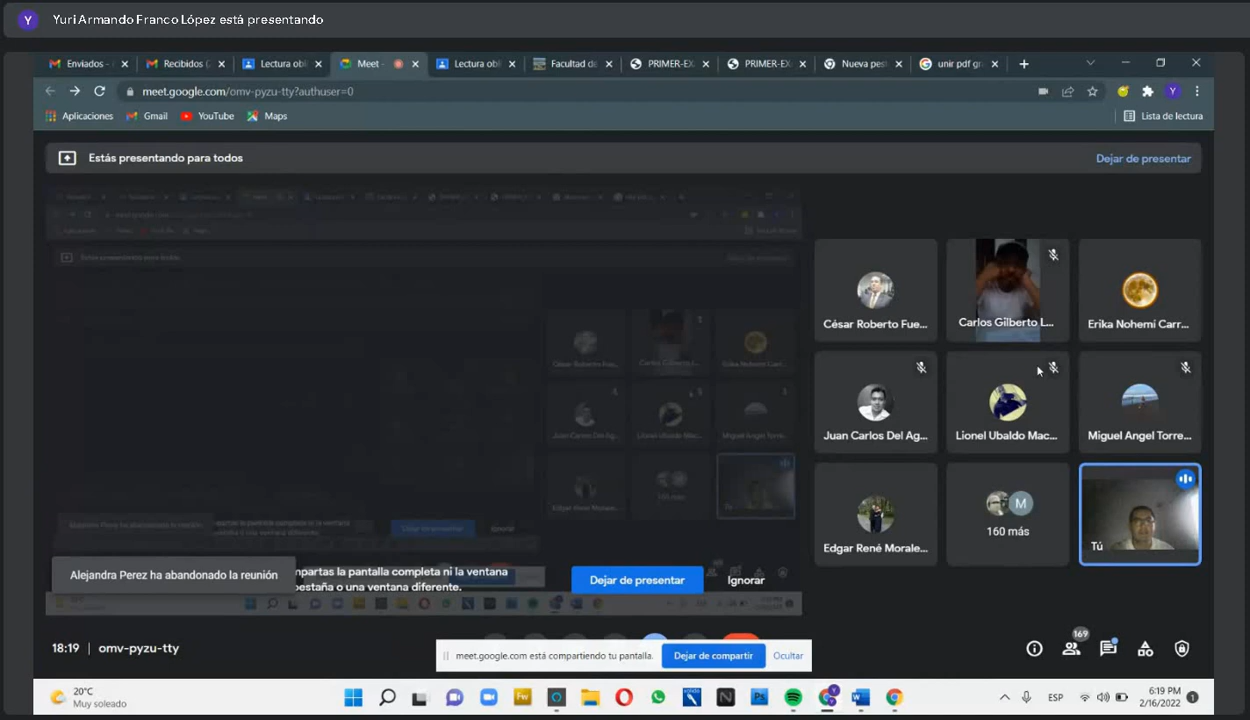 Y
Yuri Armando Franco López está presentando
Enviados -
Recibidos (2
Lectura obl
Meet -
Lectura obl
Facultad de
PRIMER-EX
PRIMER-EX
Nueva pes
unir pdf gr
meet.google.com/omv-pyzu-tty?authuser=0
Y
Aplicaciones
Gmail
YouTube
Maps
Lista de lectura
Estás presentando para todos
Dejar de presentar
César Roberto Fue...
Carlos Gilberto L...
Erika Nohemi Carr...
Juan Carlos Del Ag...
Lionel Ubaldo Mac...
Miguel Angel Torre...
Edgar René Morale...
M
160 más
Tú
Alejandra Perez ha abandonado la reunión
mpartas la pantalla completa ni la ventana
pestaña o una ventana diferente.
Dejar de presentar
Ignorar
18:19 | omv-pyzu-tty
meet.google.com está compartiendo tu pantalla.
Dejar de compartir
Ocultar
169
20°C
Muy soleado
Fw
N
Ps
W
ESP
6:19 PM
2/16/2022
1